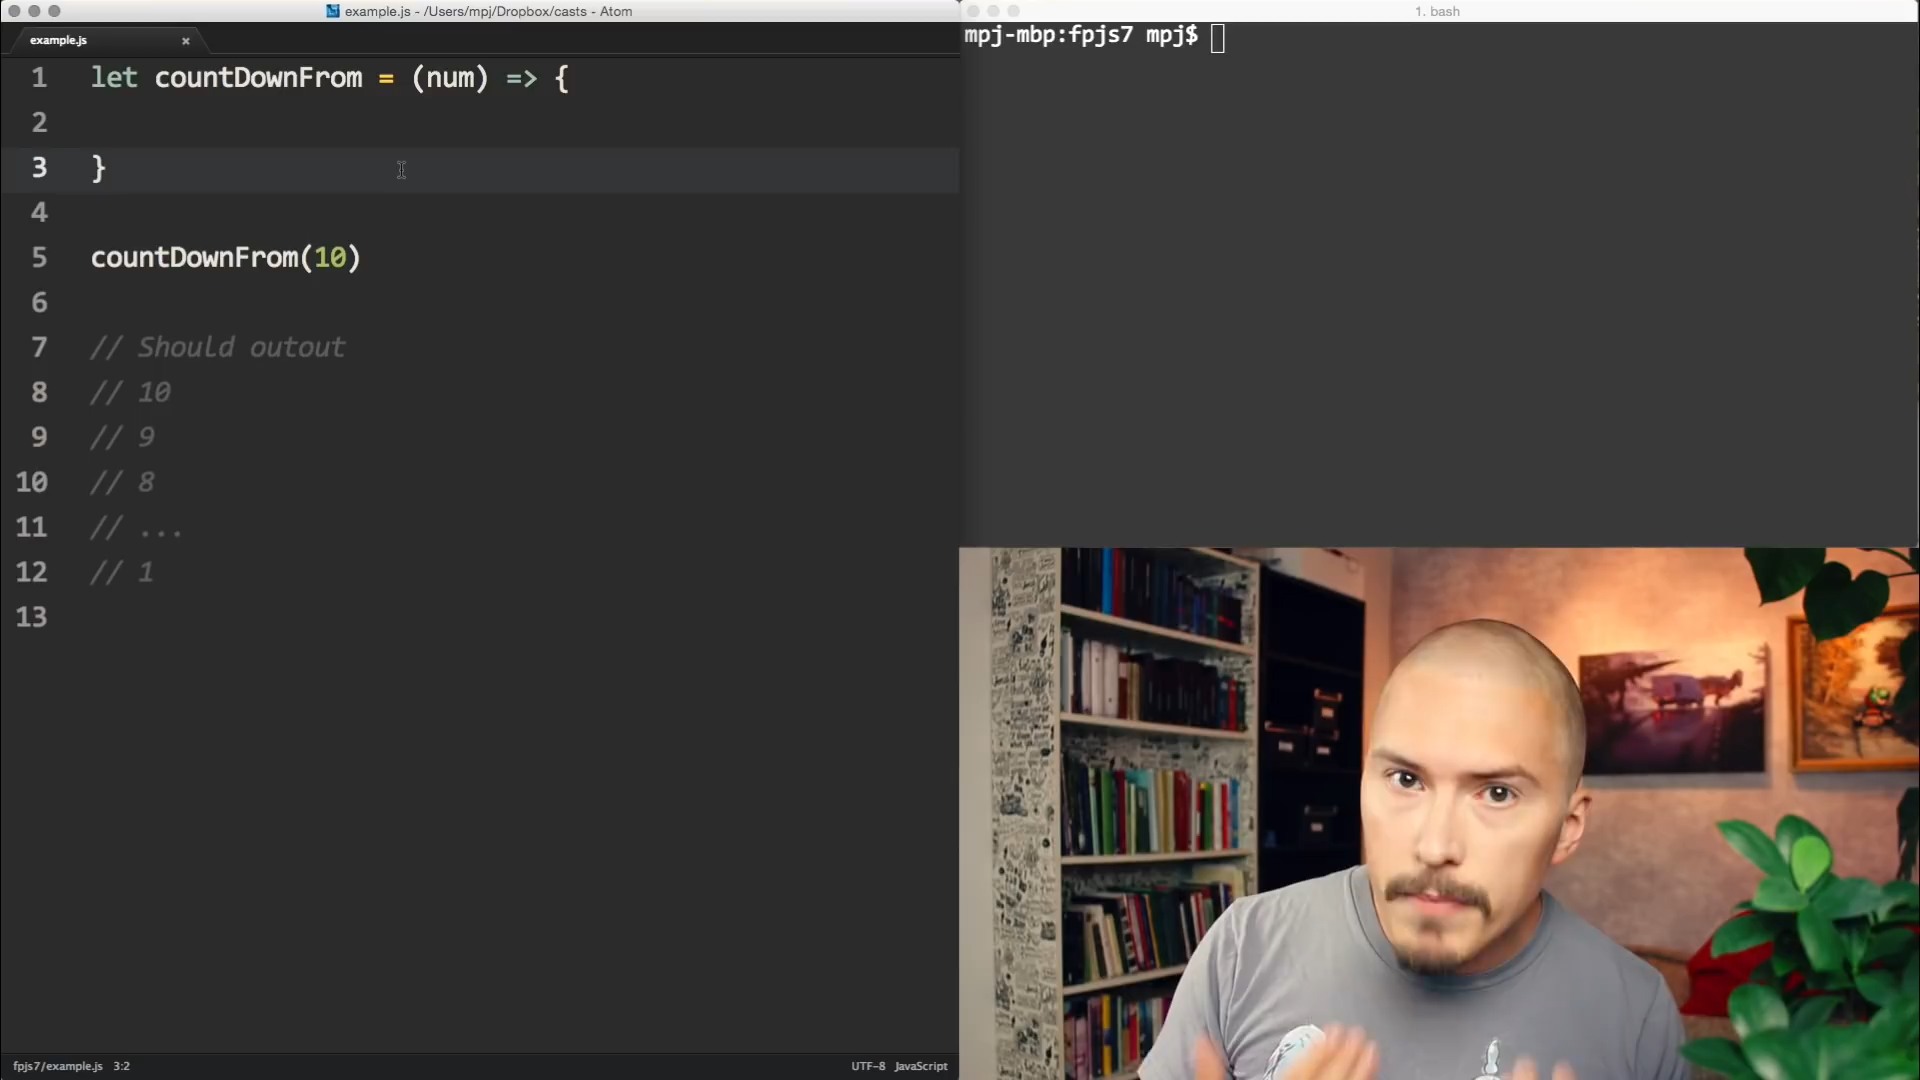 example.js - /Users/mpj/Dropbox/casts - Atom
1. bash
example.js
mpj-mbp:fpjs7 mpj$
1 let countDownFrom = (num) => {
2
3 }
4
5 countDownFrom(10)
6
7 // Should outout
8 // 10
9 // 9
10 // 8
11 // ...
12 // 1
13
fpjs7/example.js 3:2
UTF-8 JavaScript